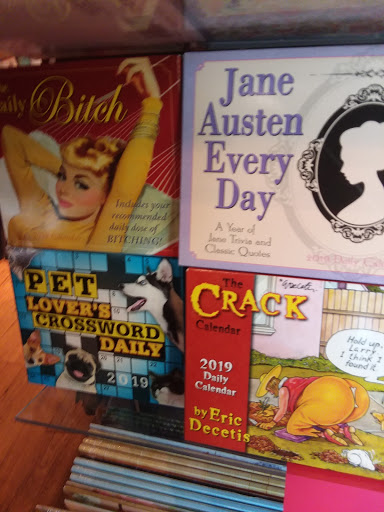 The
Daily
Bitch
Includes your
recommended
daily dose of
BITCHING!
Jane
Austen
Every
Day
A Year of
Jane Trivia and
Classic Quotes
PET
LOVER'S
CROSSWORD
DAILY
2019
The
CRACK
Calendar
2019
Daily
Calendar
by Eric
Decetis
Hold up,
Larry,
I think I
found it.